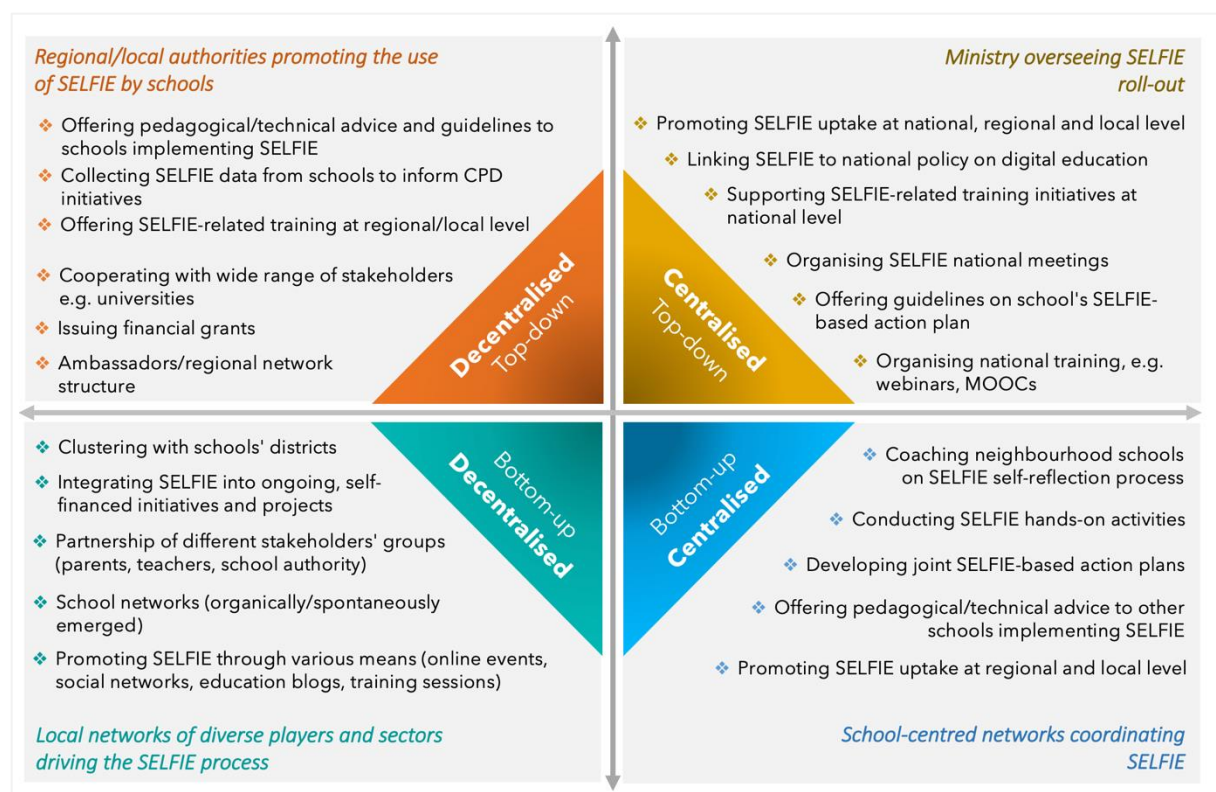 Regional/local authorities promoting the use
of SELFIE by schools
❖ Offering pedagogical/technical advice and guidelines to
schools implementing SELFIE
❖ Collecting SELFIE data from schools to inform CPD
initiatives
❖ Offering SELFIE-related training at regional/local level
❖ Cooperating with wide range of stakeholders
e.g. universities
❖ Issuing financial grants
❖ Ambassadors/regional network
structure
Decentralised
Top-down
Ministry overseeing SELFIE
roll-out
❖ Promoting SELFIE uptake at national, regional and local level
❖ Linking SELFIE to national policy on digital education
❖ Supporting SELFIE-related training initiatives at
national level
❖ Organising SELFIE national meetings
❖ Offering guidelines on school's SELFIE-
based action plan
❖ Organising national training, e.g.
webinars, MOOCs
Centralised
Top-down
❖ Clustering with schools' districts
❖ Integrating SELFIE into ongoing, self-
financed initiatives and projects
❖ Partnership of different stakeholders' groups
(parents, teachers, school authority)
❖ School networks (organically/spontaneously
emerged)
❖ Promoting SELFIE through various means (online events,
social networks, education blogs, training sessions)
Local networks of diverse players and sectors
driving the SELFIE process
Bottom-up
Decentralised
Bottom-up
Centralised
❖ Coaching neighbourhood schools
on SELFIE self-reflection process
❖ Conducting SELFIE hands-on activities
❖ Developing joint SELFIE-based action plans
❖ Offering pedagogical/technical advice to other
schools implementing SELFIE
❖ Promoting SELFIE uptake at regional and local level
School-centred networks coordinating
SELFIE